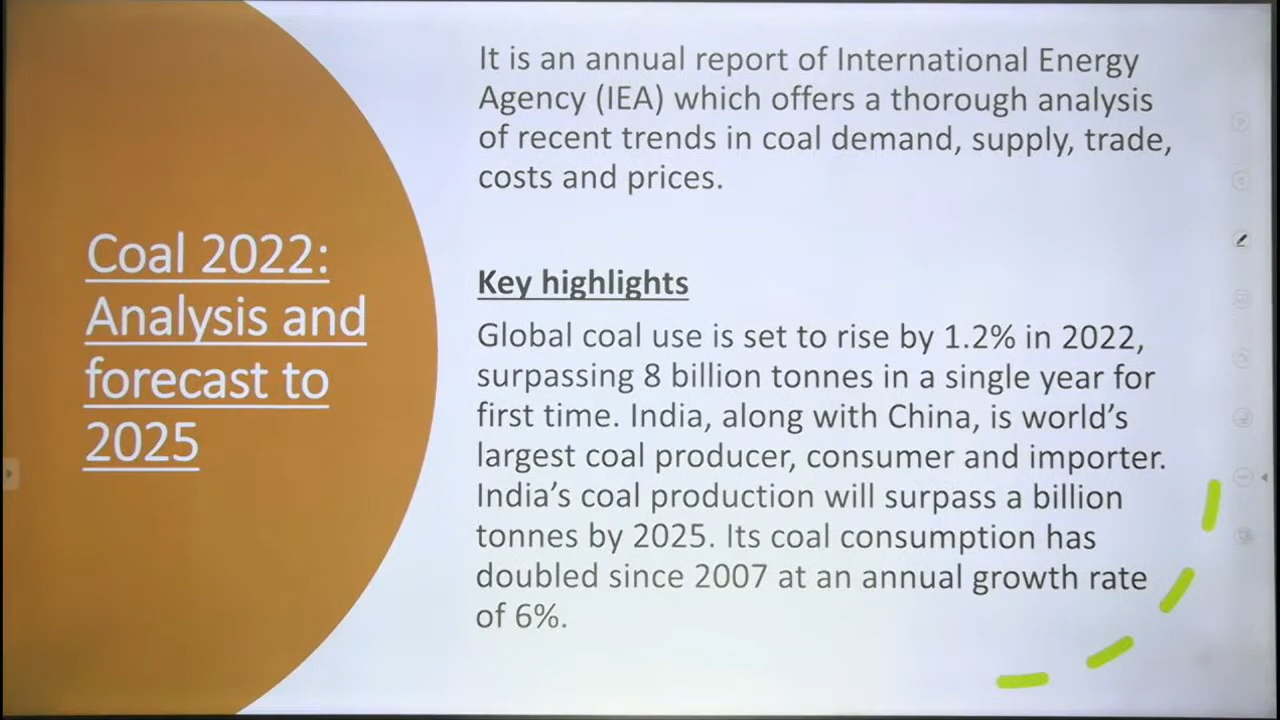 Coal 2022:
Analysis and
forecast to
2025
It is an annual report of International Energy
Agency (IEA) which offers a thorough analysis
of recent trends in coal demand, supply, trade,
costs and prices.
Key highlights
Global coal use is set to rise by 1.2% in 2022,
surpassing 8 billion tonnes in a single year for
first time. India, along with China, is world’s
largest coal producer, consumer and importer.
India’s coal production will surpass a billion
tonnes by 2025. Its coal consumption has
doubled since 2007 at an annual growth rate
of 6%.